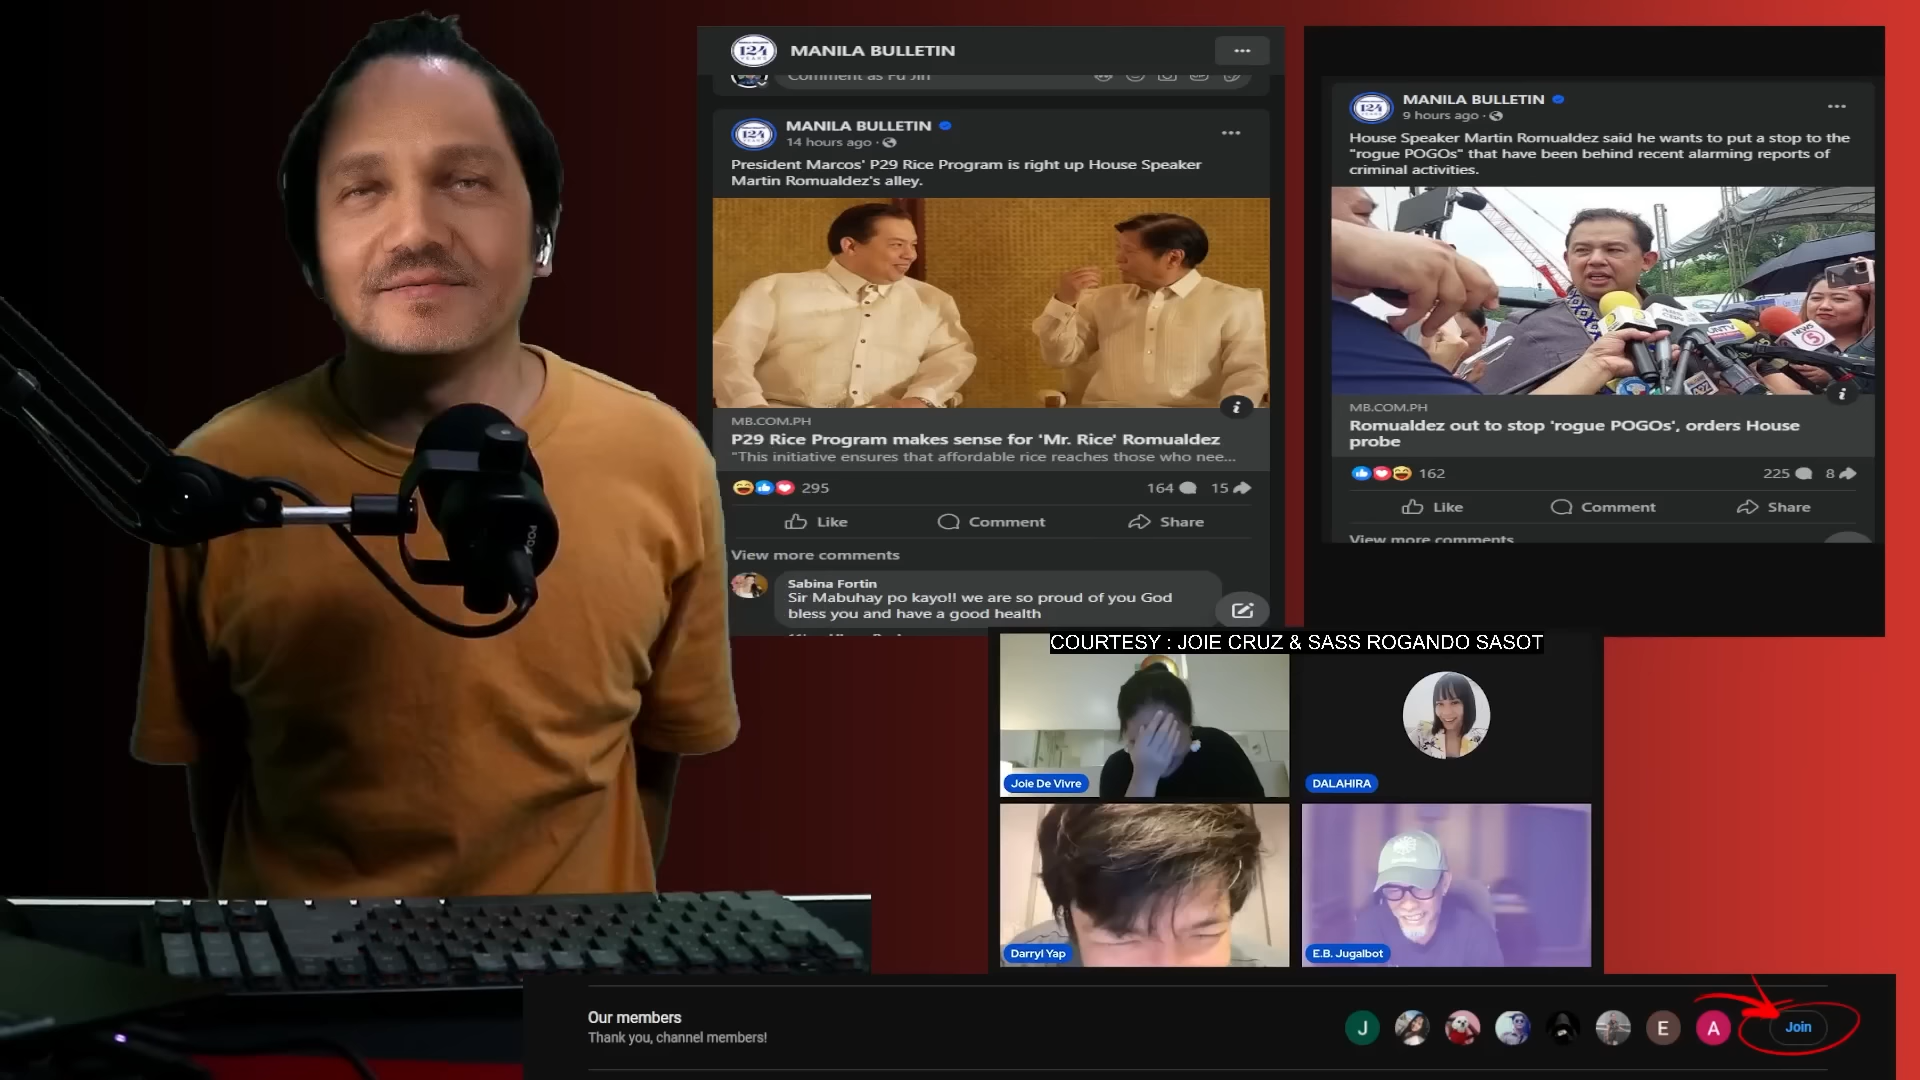 124
YEARS
MANILA BULLETIN
Comment as Fu Jin
124
MANILA BULLETIN
14 hours ago
President Marcos' P29 Rice Program is right up House Speaker
Martin Romualdez's alley.
MB.COM.PH
P29 Rice Program makes sense for 'Mr. Rice' Romualdez
"This initiative ensures that affordable rice reaches those who nee...
295
164
15
Like
Comment
Share
View more comments
Sabina Fortin
Sir Mabuhay po kayo!! we are so proud of you God
bless you and have a good health
124
MANILA BULLETIN
9 hours ago
House Speaker Martin Romualdez said he wants to put a stop to the
"rogue POGOs" that have been behind recent alarming reports of
criminal activities.
UNTV
NEWS
5
MB.COM.PH
Romualdez out to stop 'rogue POGOs', orders House
probe
162
225
8
Like
Comment
Share
View more comments
COURTESY : JOIE CRUZ & SASS ROGANDO SASOT
Joie De Vivre
DALAHIRA
Darryl Yap
E.B. Jugalbot
Our members
Thank you, channel members!
J
E
A
Join